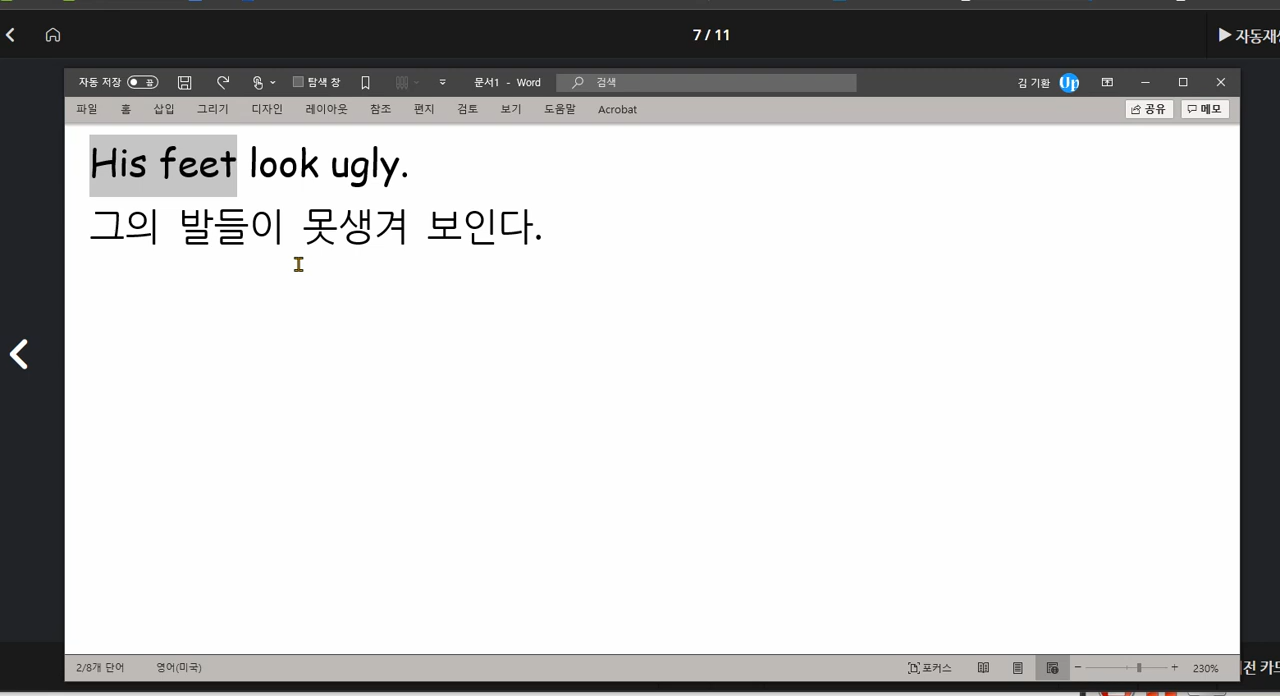 7 / 11
▶ 자동재생
자동 저장 끔 탐색 창 문서1 - Word 검색 김 기환 Up
파일 홈 삽입 그리기 디자인 레이아웃 참조 편지 검토 보기 도움말 Acrobat 공유 메모
His feet look ugly.
그의 발들이 못생겨 보인다.
2/8개 단어 영어(미국) 포커스 - + 230%